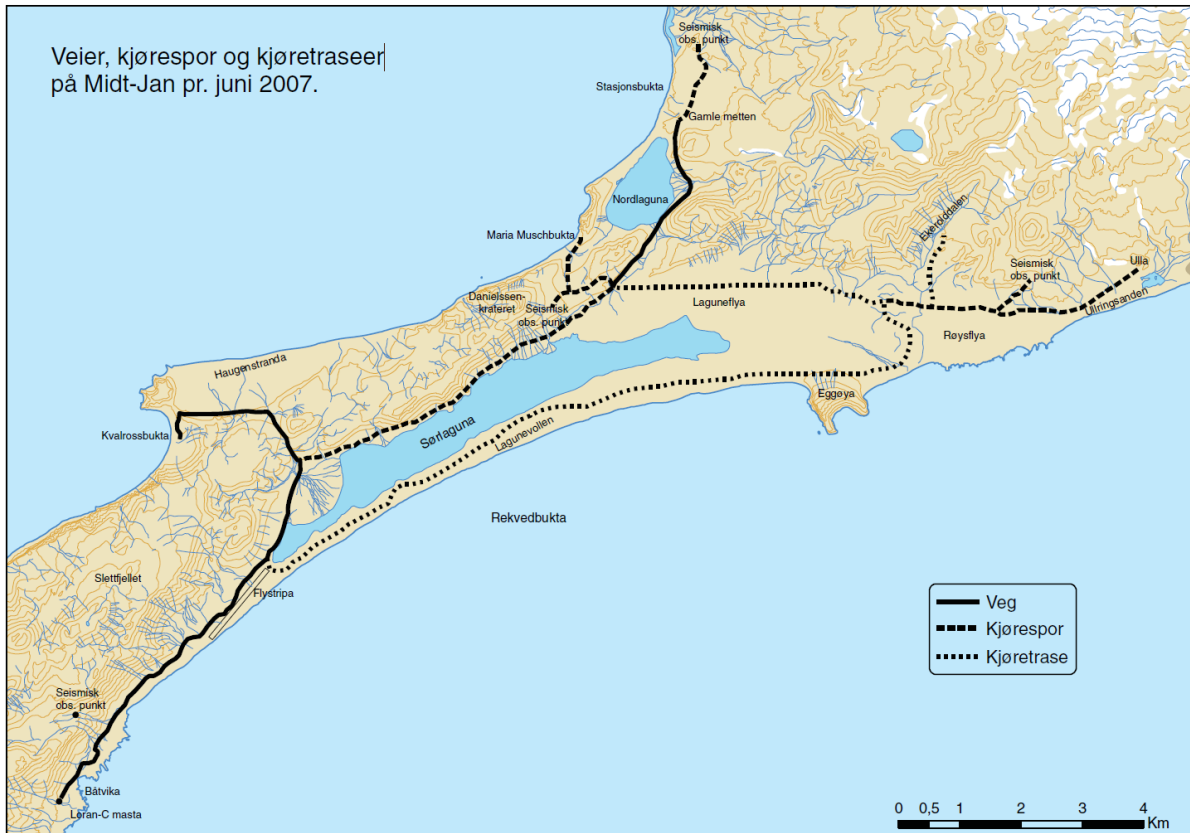 Veier, kjørespor og kjøretraseer
på Midt-Jan pr. juni 2007.
Seismisk
obs. punkt
Stasjonsbukta
Gamle metten
Nordlaguna
Maria Muschbukta
Ekerolddalen
Seismisk
obs. punkt
Ulla
Ullringsanden
Danielssen-
krateret
Seismisk
obs. punkt
Laguneflya
Røysflya
Haugenstranda
Eggøya
Kvalrossbukta
Sørlaguna
Lagunevollen
Rekvedbukta
Slettfjellet
Flystripa
Veg
Kjørespor
Kjøretrase
Seismisk
obs. punkt
Båtvika
Loran-C masta
0 0,5 1 2 3 4
Km